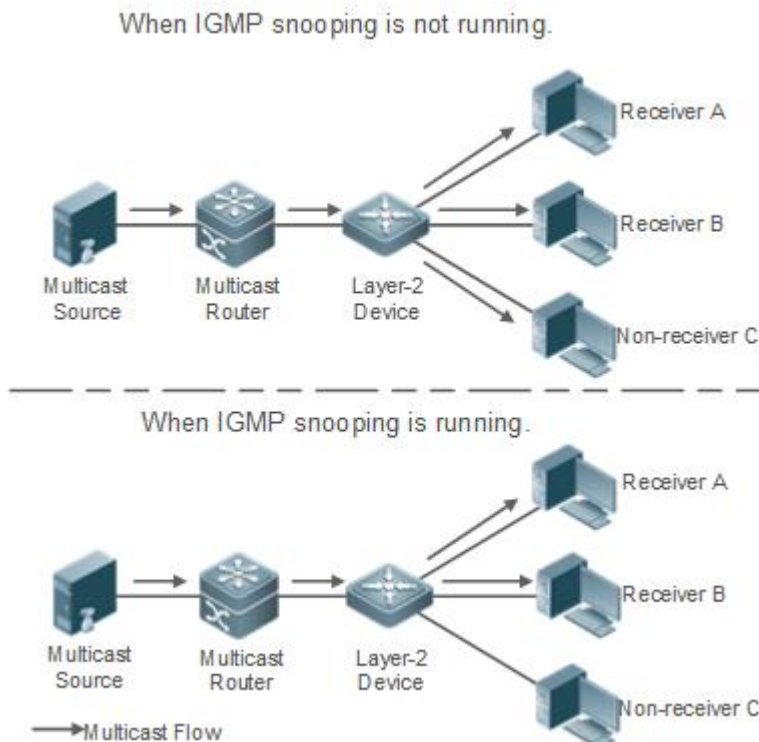 When IGMP snooping is not running.
Receiver A
Receiver B
Multicast
Source
Multicast
Router
Layer-2
Device
Non-receiver C
When IGMP snooping is running.
Receiver A
Receiver B
Multicast
Source
Multicast
Router
Layer-2
Device
Non-receiver C
Multicast Flow